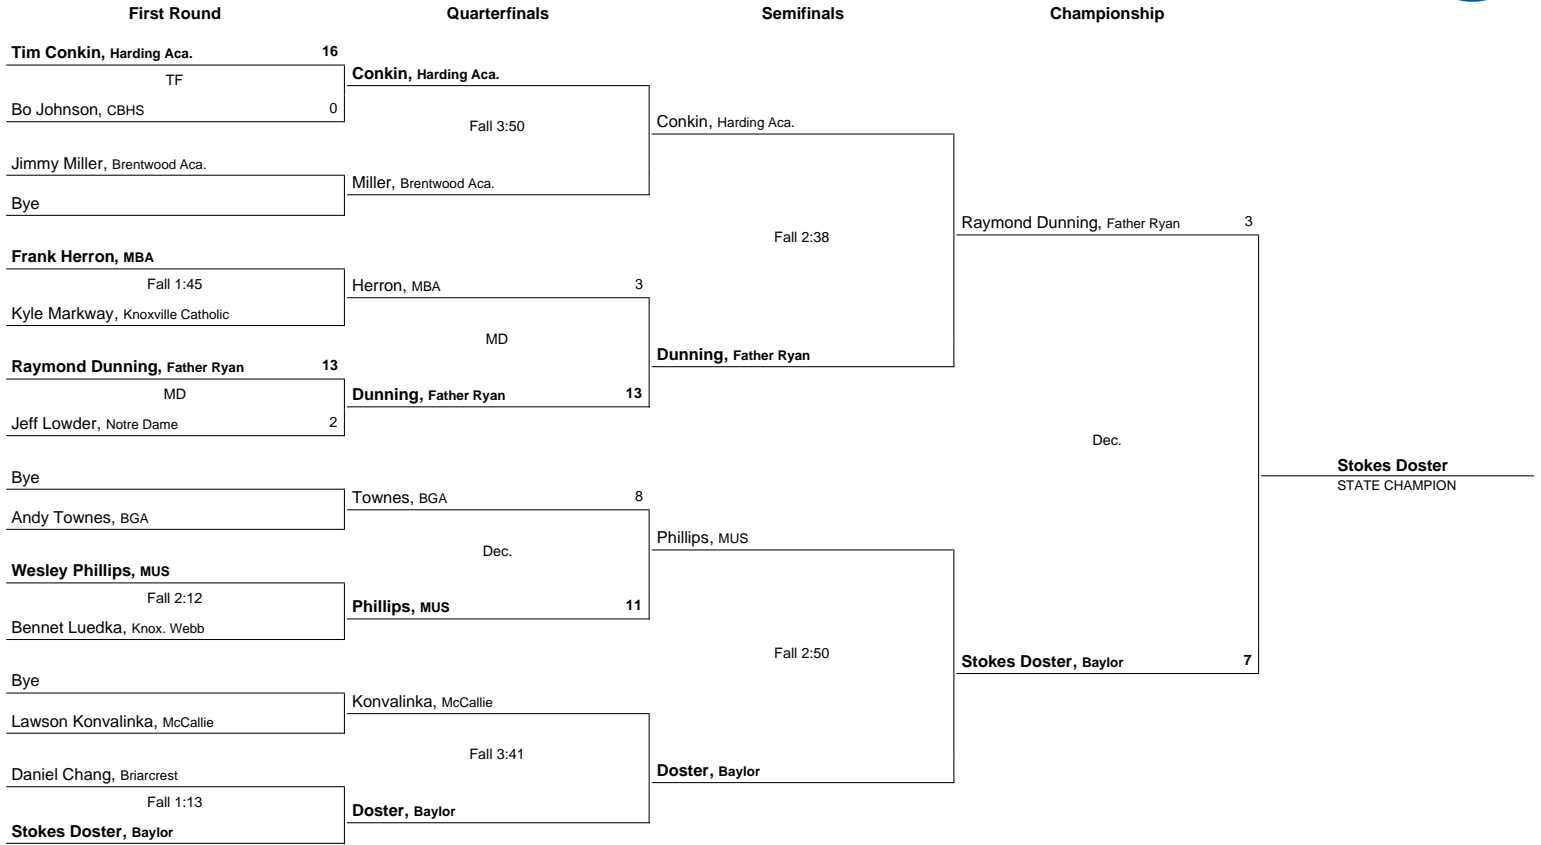 First Round Quarterfinals Semifinals Championship
Tim Conkin, Harding Aca. 16
TF
Bo Johnson, CBHS 0
Jimmy Miller, Brentwood Aca.
Bye
Frank Herron, MBA
Fall 1:45
Kyle Markway, Knoxville Catholic
Raymond Dunning, Father Ryan 13
MD
Jeff Lowder, Notre Dame 2
Bye
Andy Townes, BGA
Wesley Phillips, MUS
Fall 2:12
Bennet Luedka, Knox. Webb
Bye
Lawson Konvalinka, McCallie
Daniel Chang, Briarcrest
Fall 1:13
Stokes Doster, Baylor
Conkin, Harding Aca.
Fall 3:50
Miller, Brentwood Aca.
Herron, MBA 3
MD
Dunning, Father Ryan 13
Townes, BGA 8
Dec.
Phillips, MUS 11
Konvalinka, McCallie
Fall 3:41
Doster, Baylor
Conkin, Harding Aca.
Fall 2:38
Dunning, Father Ryan
Phillips, MUS
Fall 2:50
Doster, Baylor
Raymond Dunning, Father Ryan 3
Dec.
Stokes Doster, Baylor 7
Stokes Doster
STATE CHAMPION